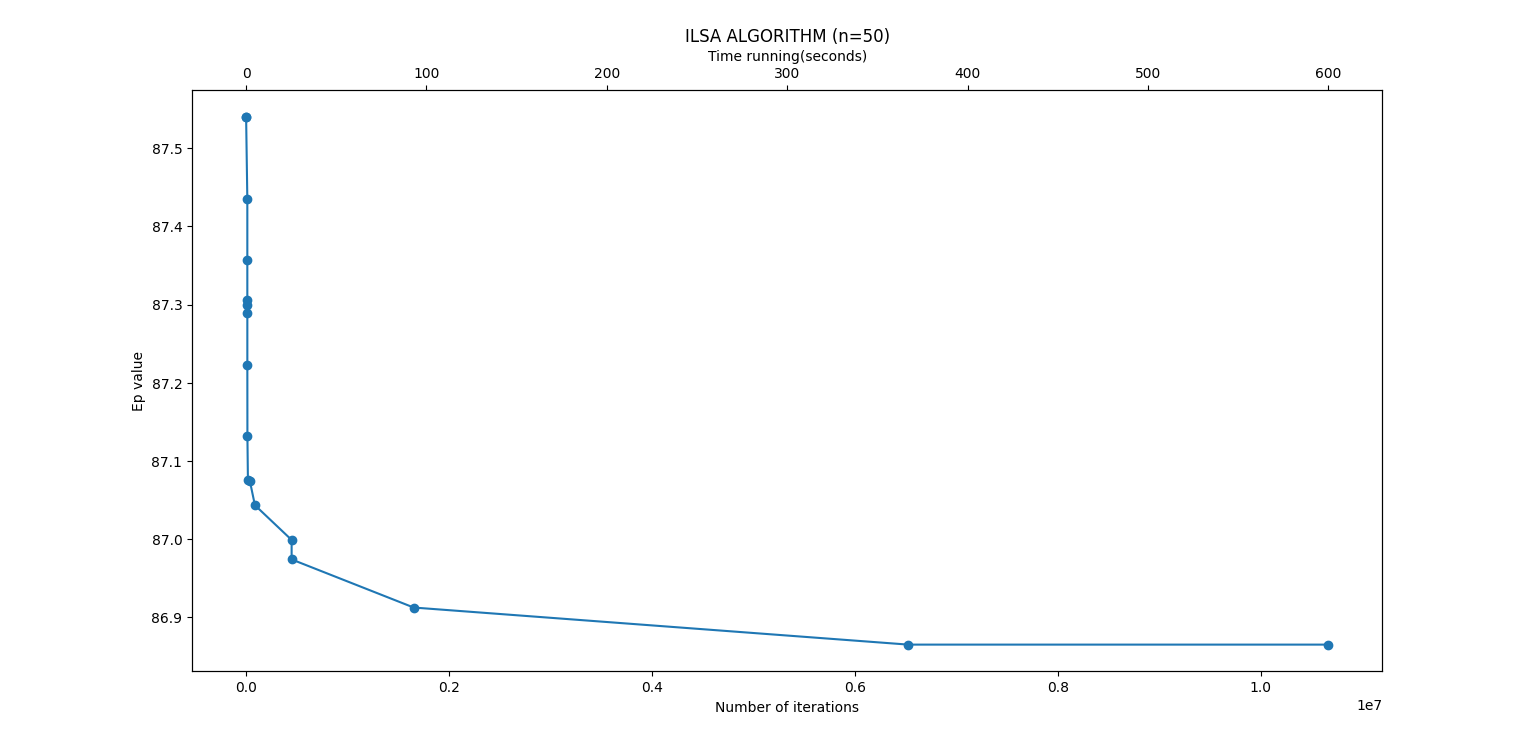 ILSA ALGORITHM (n=50)
Time running(seconds)
0 100 200 300 400 500 600
87.5
87.4
87.3
87.2
87.1
87.0
86.9
Ep value
0.0 0.2 0.4 0.6 0.8 1.0
1e7
Number of iterations